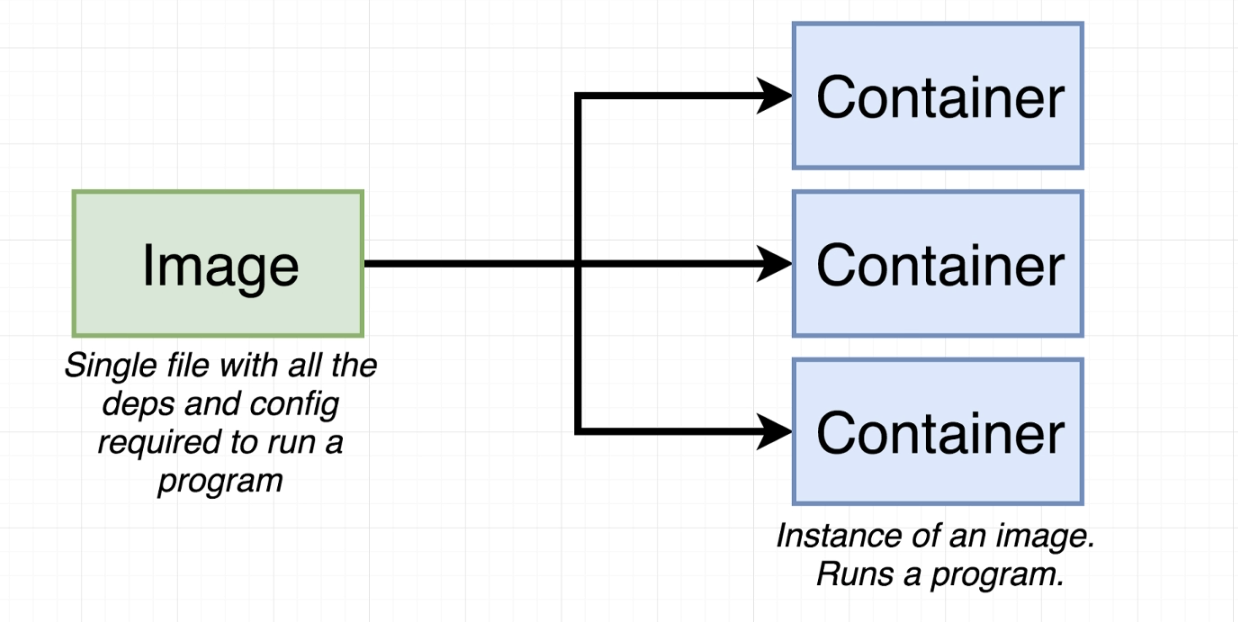 Container
Image
Container
Container
Single file with all the
deps and config
required to run a
program
Instance of an image.
Runs a program.